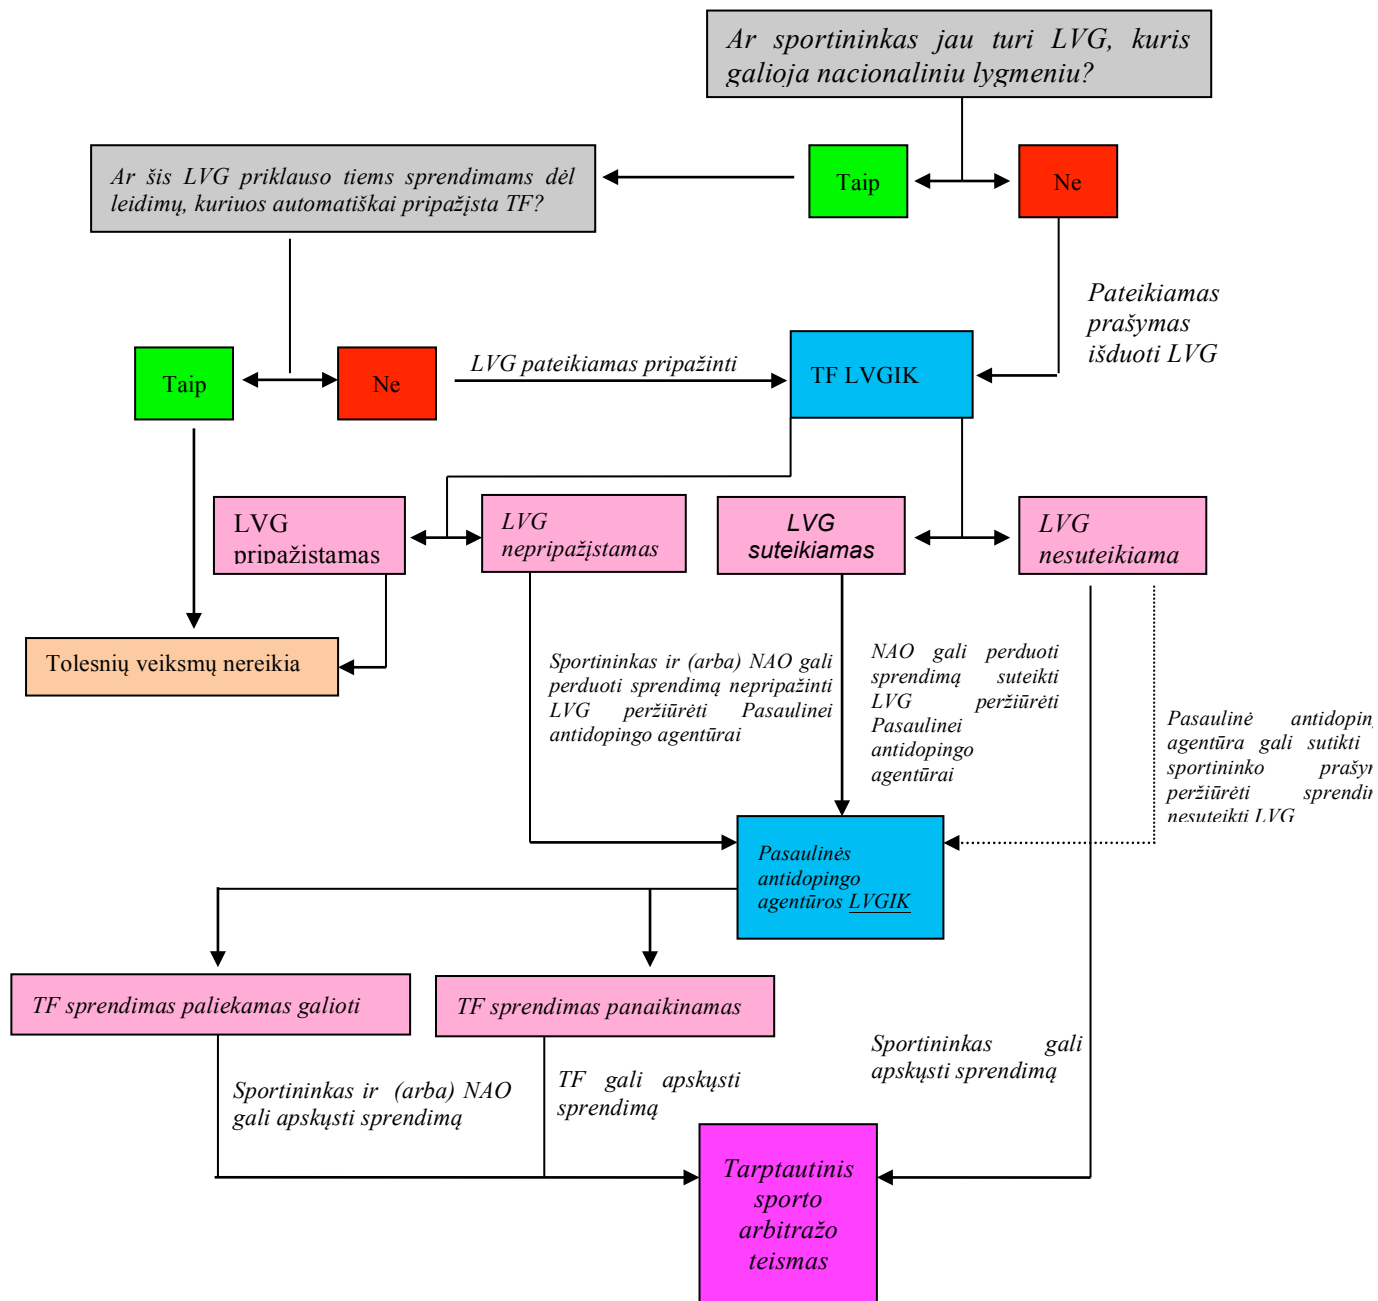 Ar sportininkas jau turi LVG, kuris
galioja nacionaliniu lygmeniu?
Ar šis LVG priklauso tiems sprendimams dėl
leidimų, kuriuos automatiškai pripažįsta TF?
Taip
Ne
Pateikiamas
prašymas
išduoti LVG
Taip
Ne
LVG pateikiamas pripažinti
TF LVGIK
LVG
pripažįstamas
LVG
nepripažįstamas
LVG
suteikiamas
LVG
nesuteikiama
Tolesnių veiksmų nereikia
Sportininkas ir (arba) NAO gali
perduoti sprendimą nepripažinti
LVG peržiūrėti Pasaulinei
antidopingo agentūrai
NAO gali perduoti
sprendimą suteikti
LVG peržiūrėti
Pasaulinei
antidopingo
agentūrai
Pasaulinė
agentūra gali sutikti
sportininko
peržiūrėti
nesuteikti LVG
Pasaulinės
antidopingo
agentūros LVGIK
TF sprendimas paliekamas galioti
TF sprendimas panaikinamas
Sportininkas ir (arba) NAO
gali apskųsti sprendimą
TF gali apskųsti
sprendimą
Sportininkas gali
apskųsti sprendimą
Tarptautinis
sporto
arbitražo
teismas